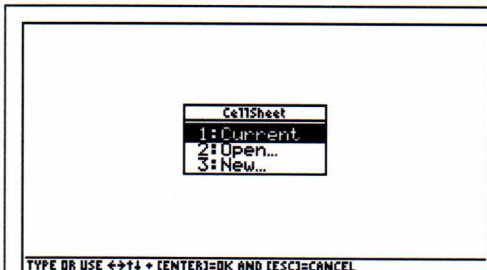 CellSheet
1:Current
2:Open...
3:New...
TYPE OR USE ←→↑↓ + [ENTER]=OK AND [ESC]=CANCEL